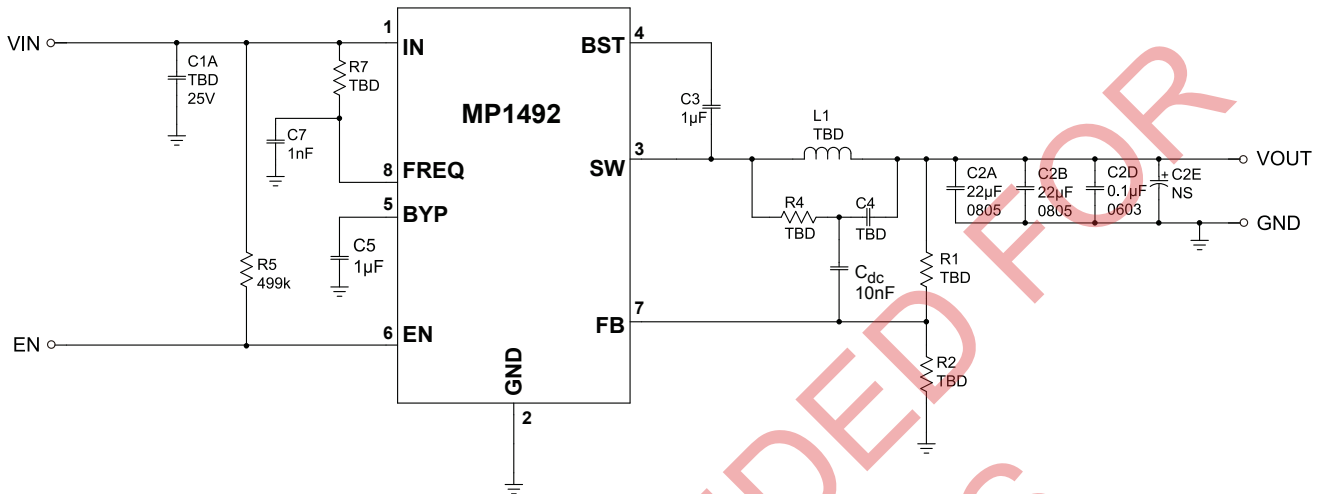 VIN
C1A
TBD
25V
R7
TBD
C7
1nF
C5
1µF
R5
499k
EN
1
IN
8
FREQ
5
BYP
6
EN
MP1492
BST
4
SW
3
FB
7
GND
2
C3
1µF
L1
TBD
R4
TBD
C4
TBD
Cdc
10nF
R1
TBD
R2
TBD
C2A
22µF
0805
C2B
22µF
0805
C2D
0.1µF
0603
+
C2E
NS
VOUT
GND
DED FOR